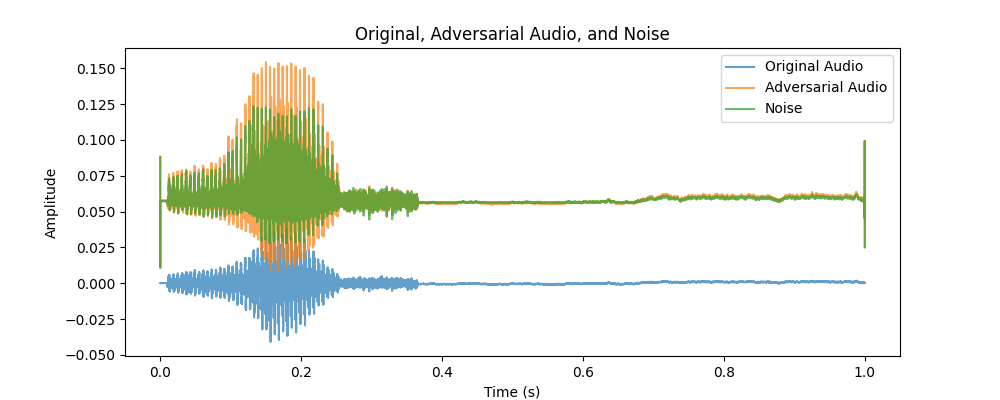 Original, Adversarial Audio, and Noise
Original Audio
Adversarial Audio
Noise
Amplitude
0.150
0.125
0.100
0.075
0.050
0.025
0.000
−0.025
−0.050
0.0 0.2 0.4 0.6 0.8 1.0
Time (s)